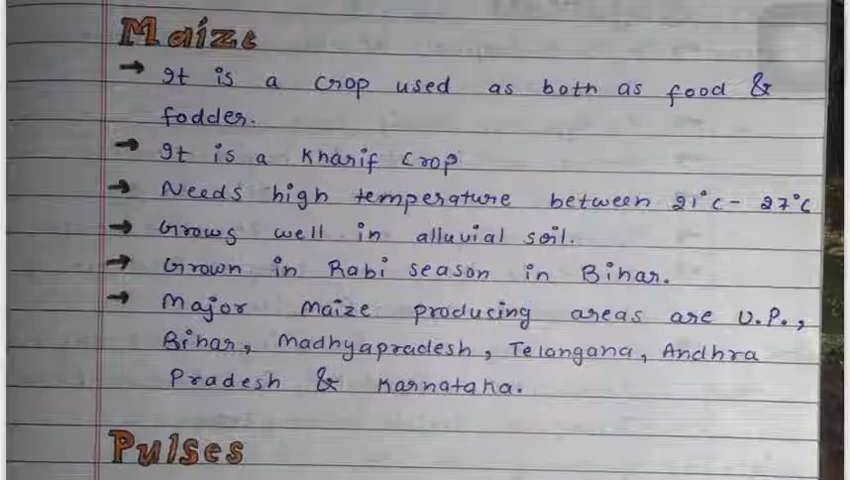 Maize
→ It is a crop used as both as food &
fodder.
→ It is a Kharif crop
→ Needs high temperature between 21°C - 27°C
→ Grows well in alluvial soil.
→ Grown in Rabi season in Bihar.
→ Major maize producing areas are U.P.,
Bihar, Madhyapradesh, Telangana, Andhra
Pradesh & Karnataka.
Pulses